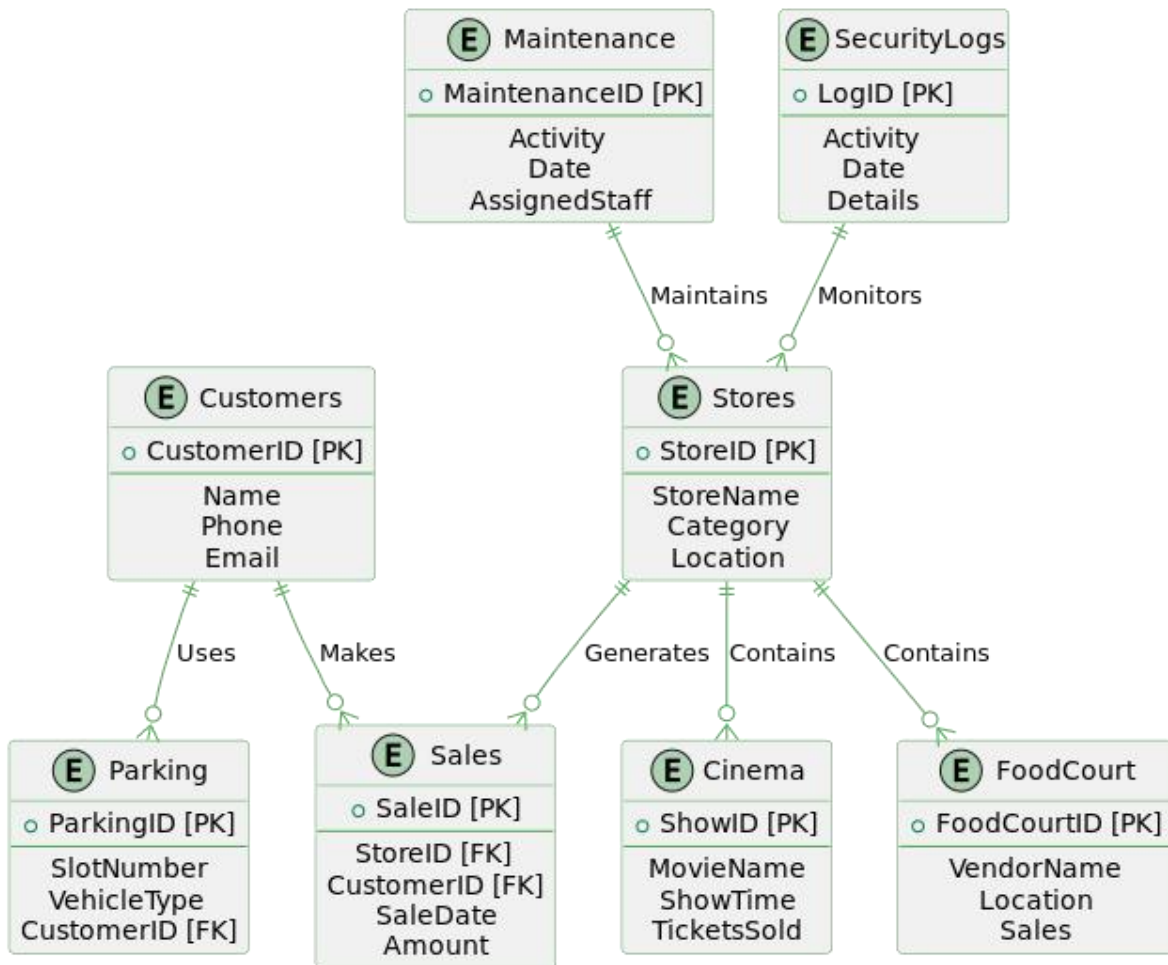 E Maintenance
MaintenanceID [PK]
Activity
Date
AssignedStaff
E SecurityLogs
LogID [PK]
Activity
Date
Details
Maintains
Monitors
E Customers
CustomerID [PK]
Name
Phone
Email
E Stores
StoreID [PK]
StoreName
Category
Location
Uses
Makes
Generates
Contains
Contains
E Parking
ParkingID [PK]
SlotNumber
VehicleType
CustomerID [FK]
E Sales
SaleID [PK]
StoreID [FK]
CustomerID [FK]
SaleDate
Amount
E Cinema
ShowID [PK]
MovieName
ShowTime
TicketsSold
E FoodCourt
FoodCourtID [PK]
VendorName
Location
Sales